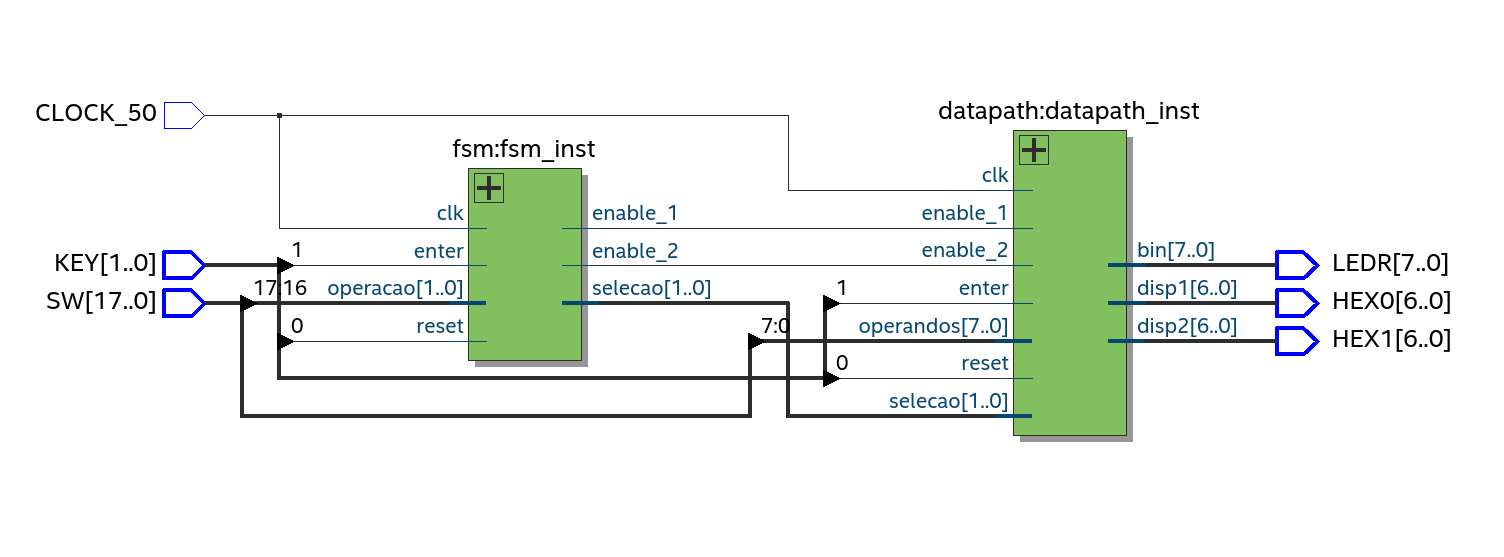 CLOCK_50
datapath:datapath_inst
fsm:fsm_inst
clk
clk
enable_1
enable_1
KEY[1..0]
1
enter
enable_2
enable_2
bin[7..0]
LEDR[7..0]
SW[17..0]
17:16
operacao[1..0]
selecao[1..0]
1
enter
disp1[6..0]
HEX0[6..0]
0
reset
7:0
operandos[7..0]
disp2[6..0]
HEX1[6..0]
0
reset
selecao[1..0]